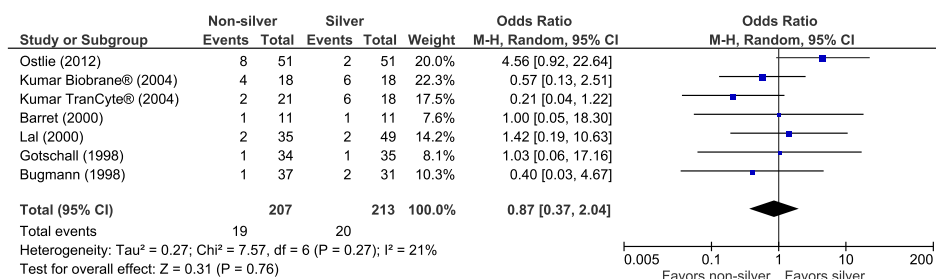 Non-silver Silver Odds Ratio Odds Ratio
Study or Subgroup Events Total Events Total Weight M-H, Random, 95% CI M-H, Random, 95% CI
Ostlie (2012) 8 51 2 51 20.0% 4.56 [0.92, 22.64]
Kumar Biobrane® (2004) 4 18 6 18 22.3% 0.57 [0.13, 2.51]
Kumar TranCyte® (2004) 2 21 6 18 17.5% 0.21 [0.04, 1.22]
Barret (2000) 1 11 1 11 7.6% 1.00 [0.05, 18.30]
Lal (2000) 2 35 2 49 14.2% 1.42 [0.19, 10.63]
Gotschall (1998) 1 34 1 35 8.1% 1.03 [0.06, 17.16]
Bugmann (1998) 1 37 2 31 10.3% 0.40 [0.03, 4.67]
Total (95% CI) 207 213 100.0% 0.87 [0.37, 2.04]
Total events 19 20
Heterogeneity: Tau² = 0.27; Chi² = 7.57, df = 6 (P = 0.27); I² = 21%
Test for overall effect: Z = 0.31 (P = 0.76)
0.005 0.1 1 10 200
Favors non-silver Favors silver